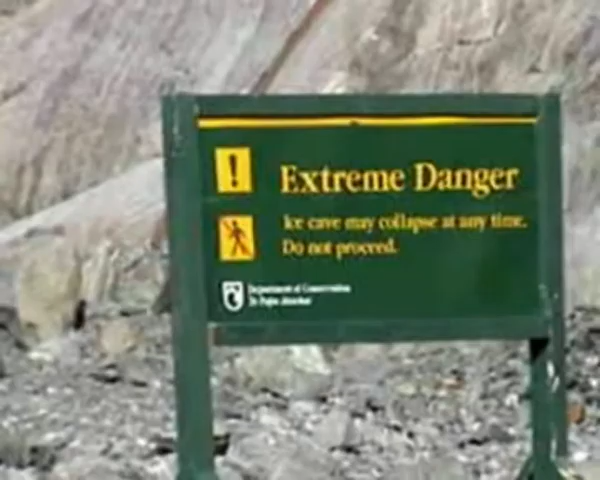 !
Extreme Danger
Ice cave may collapse at any time.
Do not proceed.
Department of Conservation
Te Papa Atawhai